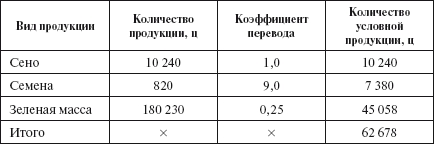 Вид продукции Количество продукции, ц Коэффициент перевода Количество условной продукции, ц
Сено 10 240 1,0 10 240
Семена 820 9,0 7 380
Зеленая масса 180 230 0,25 45 058
Итого × × 62 678